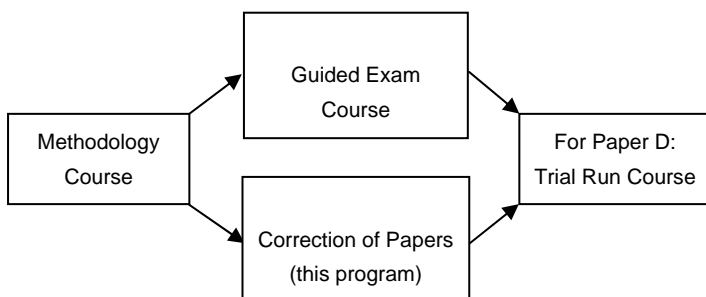 Guided Exam
Course
Methodology
Course
For Paper D:
Trial Run Course
Correction of Papers
(this program)